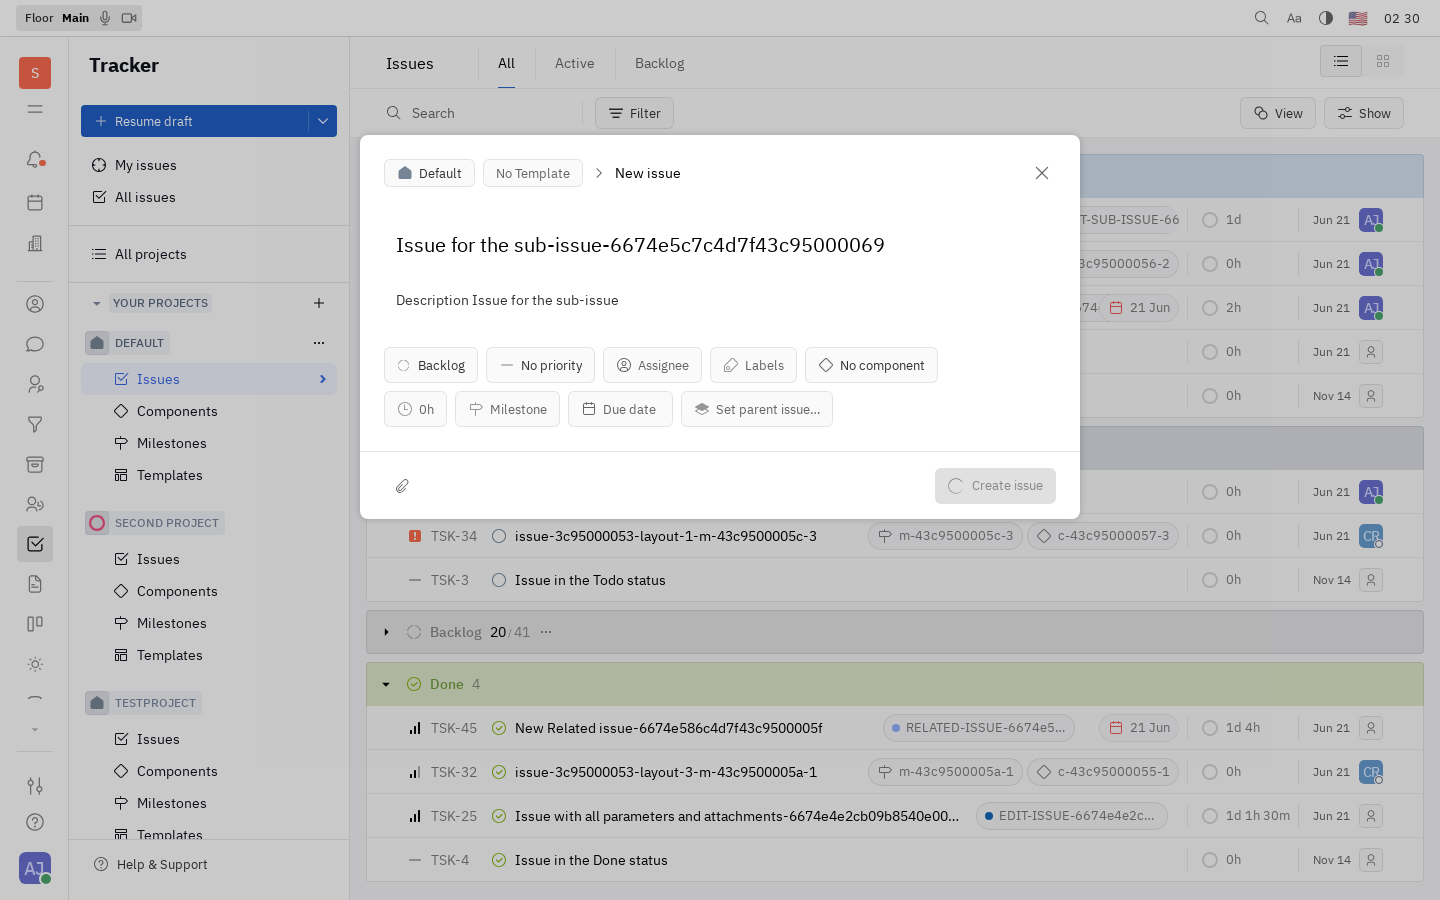 Floor Main
Aa
02 30
S
Tracker
Resume draft
My issues
All issues
All projects
YOUR PROJECTS
DEFAULT
Issues
Components
Milestones
Templates
SECOND PROJECT
Issues
Components
Milestones
Templates
TESTPROJECT
Issues
Components
Milestones
Templates
Help & Support
AJ
Issues
All
Active
Backlog
Search
Filter
View
Show
Default
No Template
New issue
Issue for the sub-issue-6674e5c7c4d7f43c95000069
Description Issue for the sub-issue
Backlog
No priority
Assignee
Labels
No component
0h
Milestone
Due date
Set parent issue...
Create issue
T-SUB-ISSUE-66 1d Jun 21 AJ
3c95000056-2 0h Jun 21 AJ
21 Jun 2h Jun 21 AJ
0h Jun 21
0h Nov 14
0h Jun 21 AJ
TSK-34 issue-3c95000053-layout-1-m-43c9500005c-3 m-43c9500005c-3 c-43c95000057-3 0h Jun 21 CR
TSK-3 Issue in the Todo status 0h Nov 14
Backlog 20/41
Done 4
TSK-45 New Related issue-6674e586c4d7f43c9500005f RELATED-ISSUE-6674e5... 21 Jun 1d 4h Jun 21
TSK-32 issue-3c95000053-layout-3-m-43c9500005a-1 m-43c9500005a-1 c-43c95000055-1 0h Jun 21 CR
TSK-25 Issue with all parameters and attachments-6674e4e2cb09b8540e00... EDIT-ISSUE-6674e4e2c... 1d 1h 30m Jun 21
TSK-4 Issue in the Done status 0h Nov 14